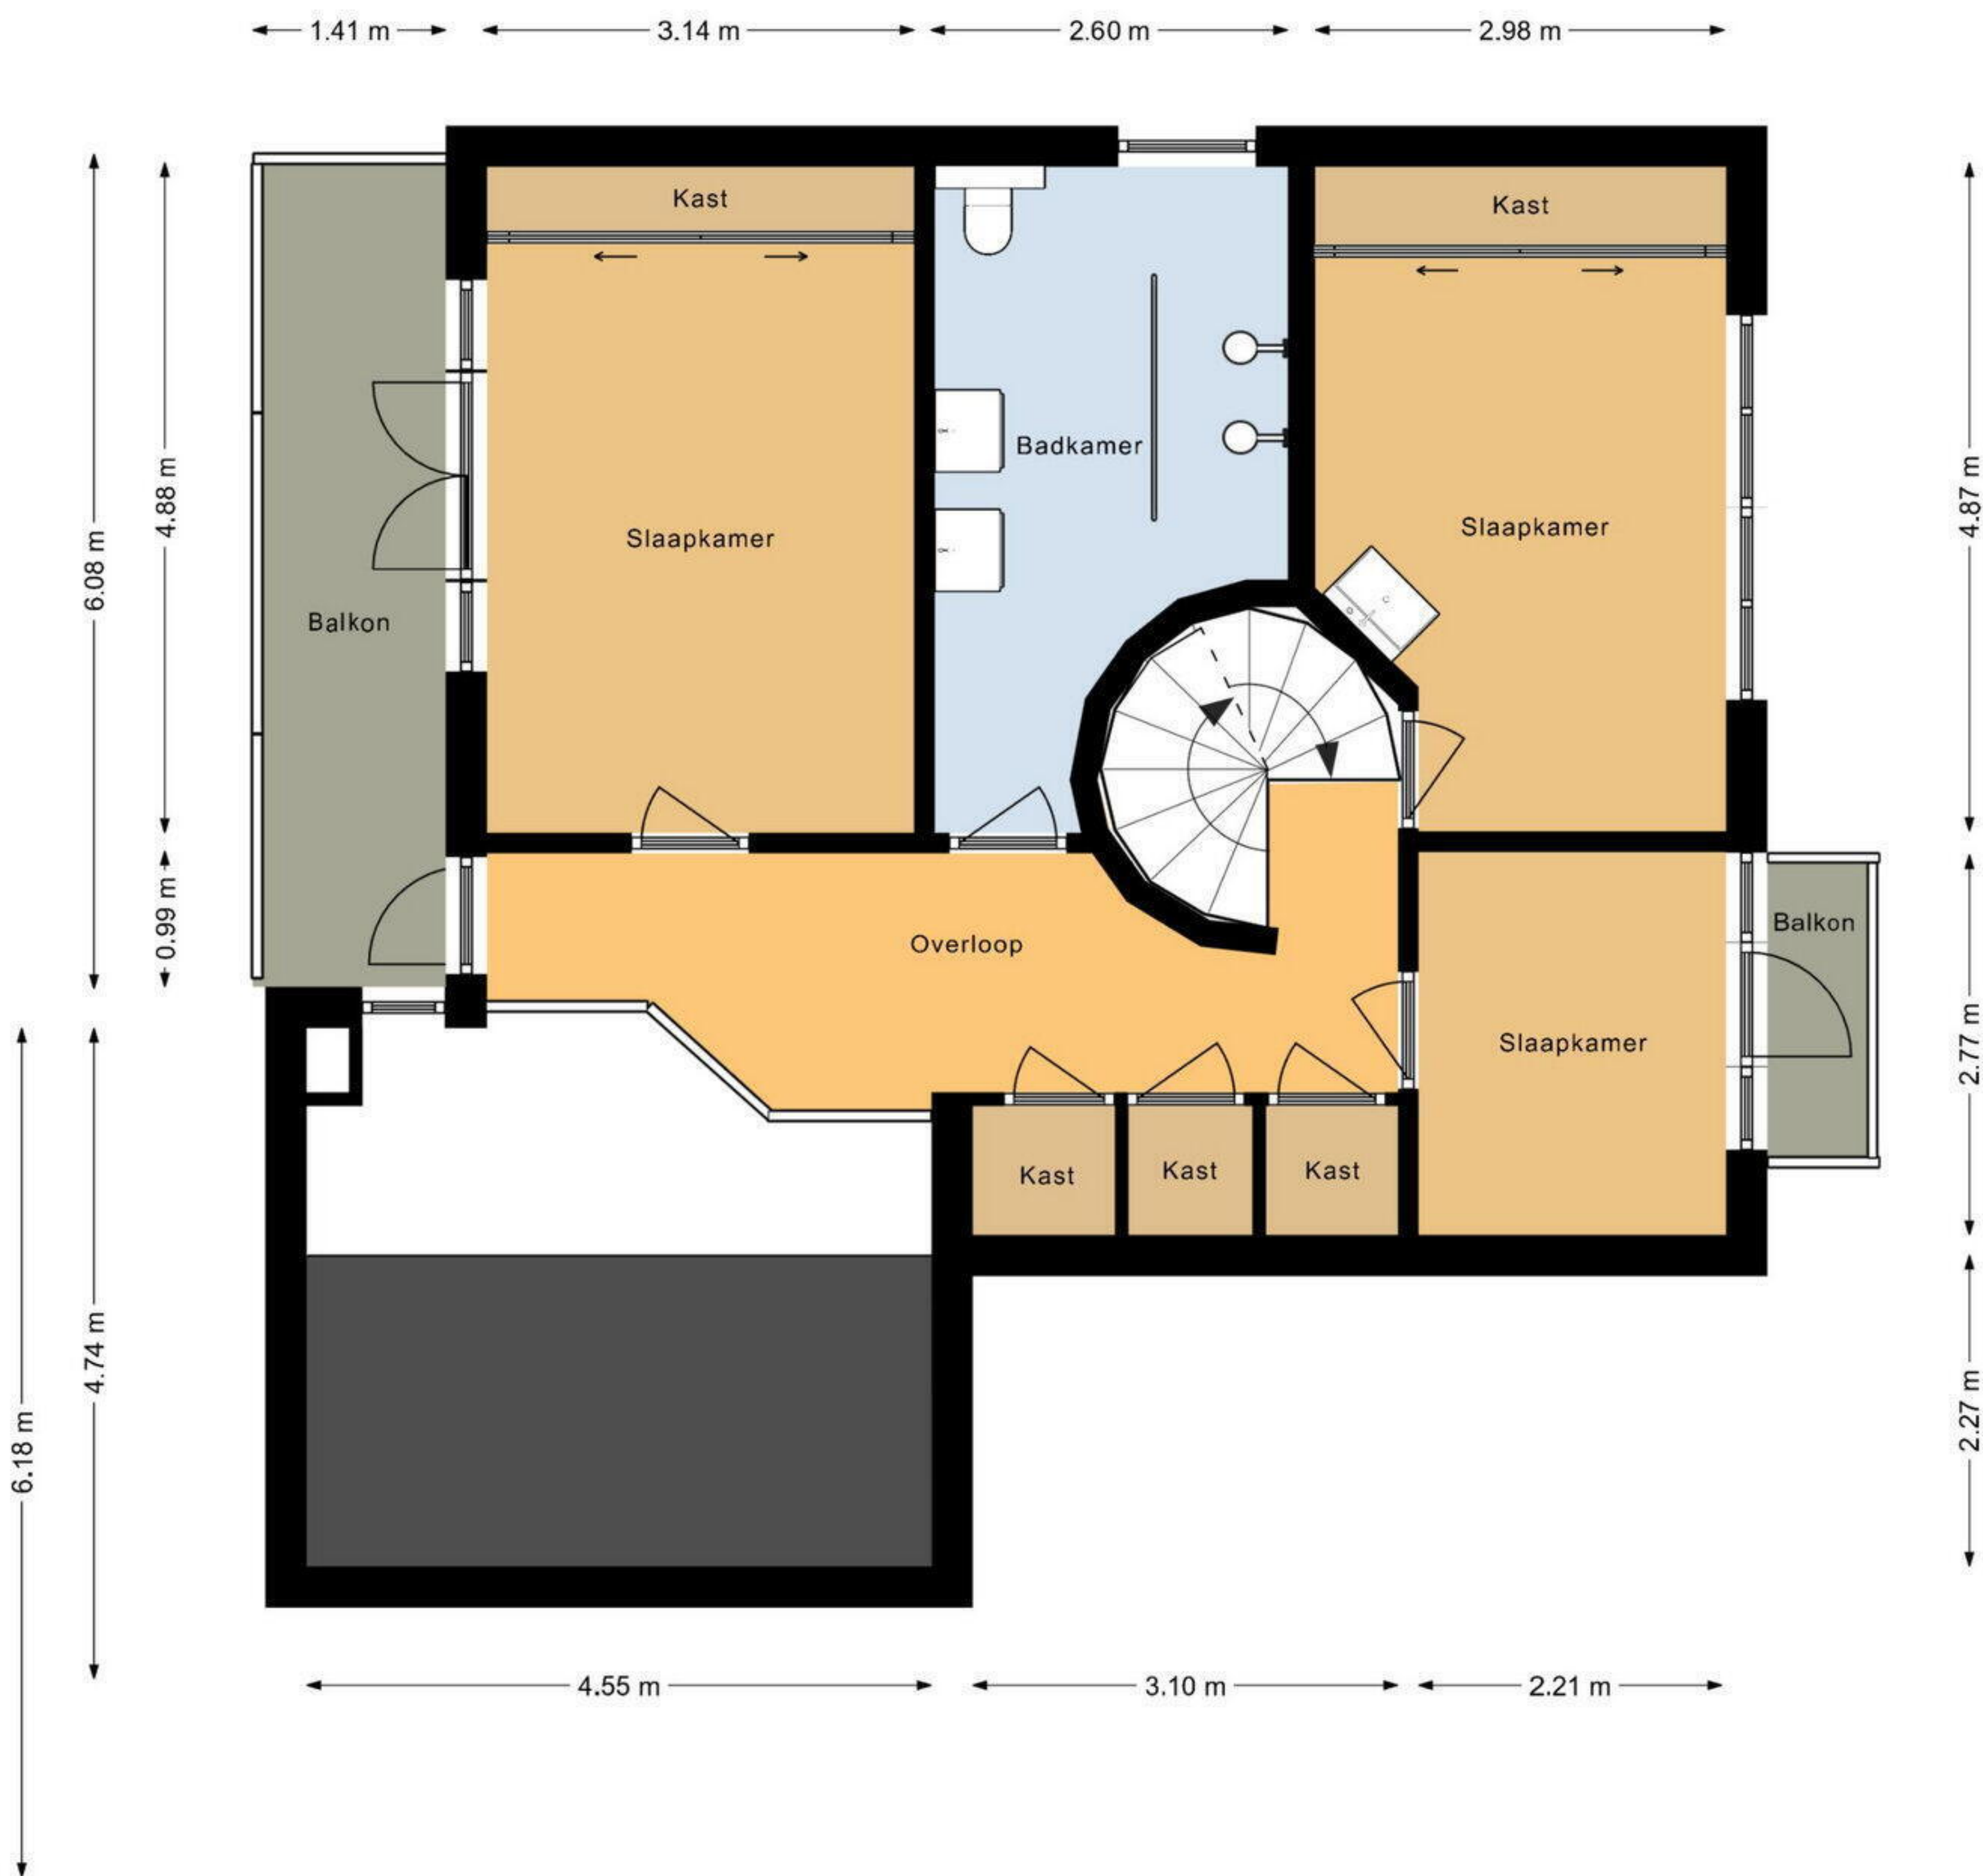 1.41 m
3.14 m
2.60 m
2.98 m
Kast
Kast
6.08 m
4.88 m
4.87 m
Badkamer
Slaapkamer
Slaapkamer
Balkon
0.99 m
Overloop
Balkon
Slaapkamer
2.77 m
Kast
Kast
Kast
4.74 m
6.18 m
2.27 m
4.55 m
3.10 m
2.21 m